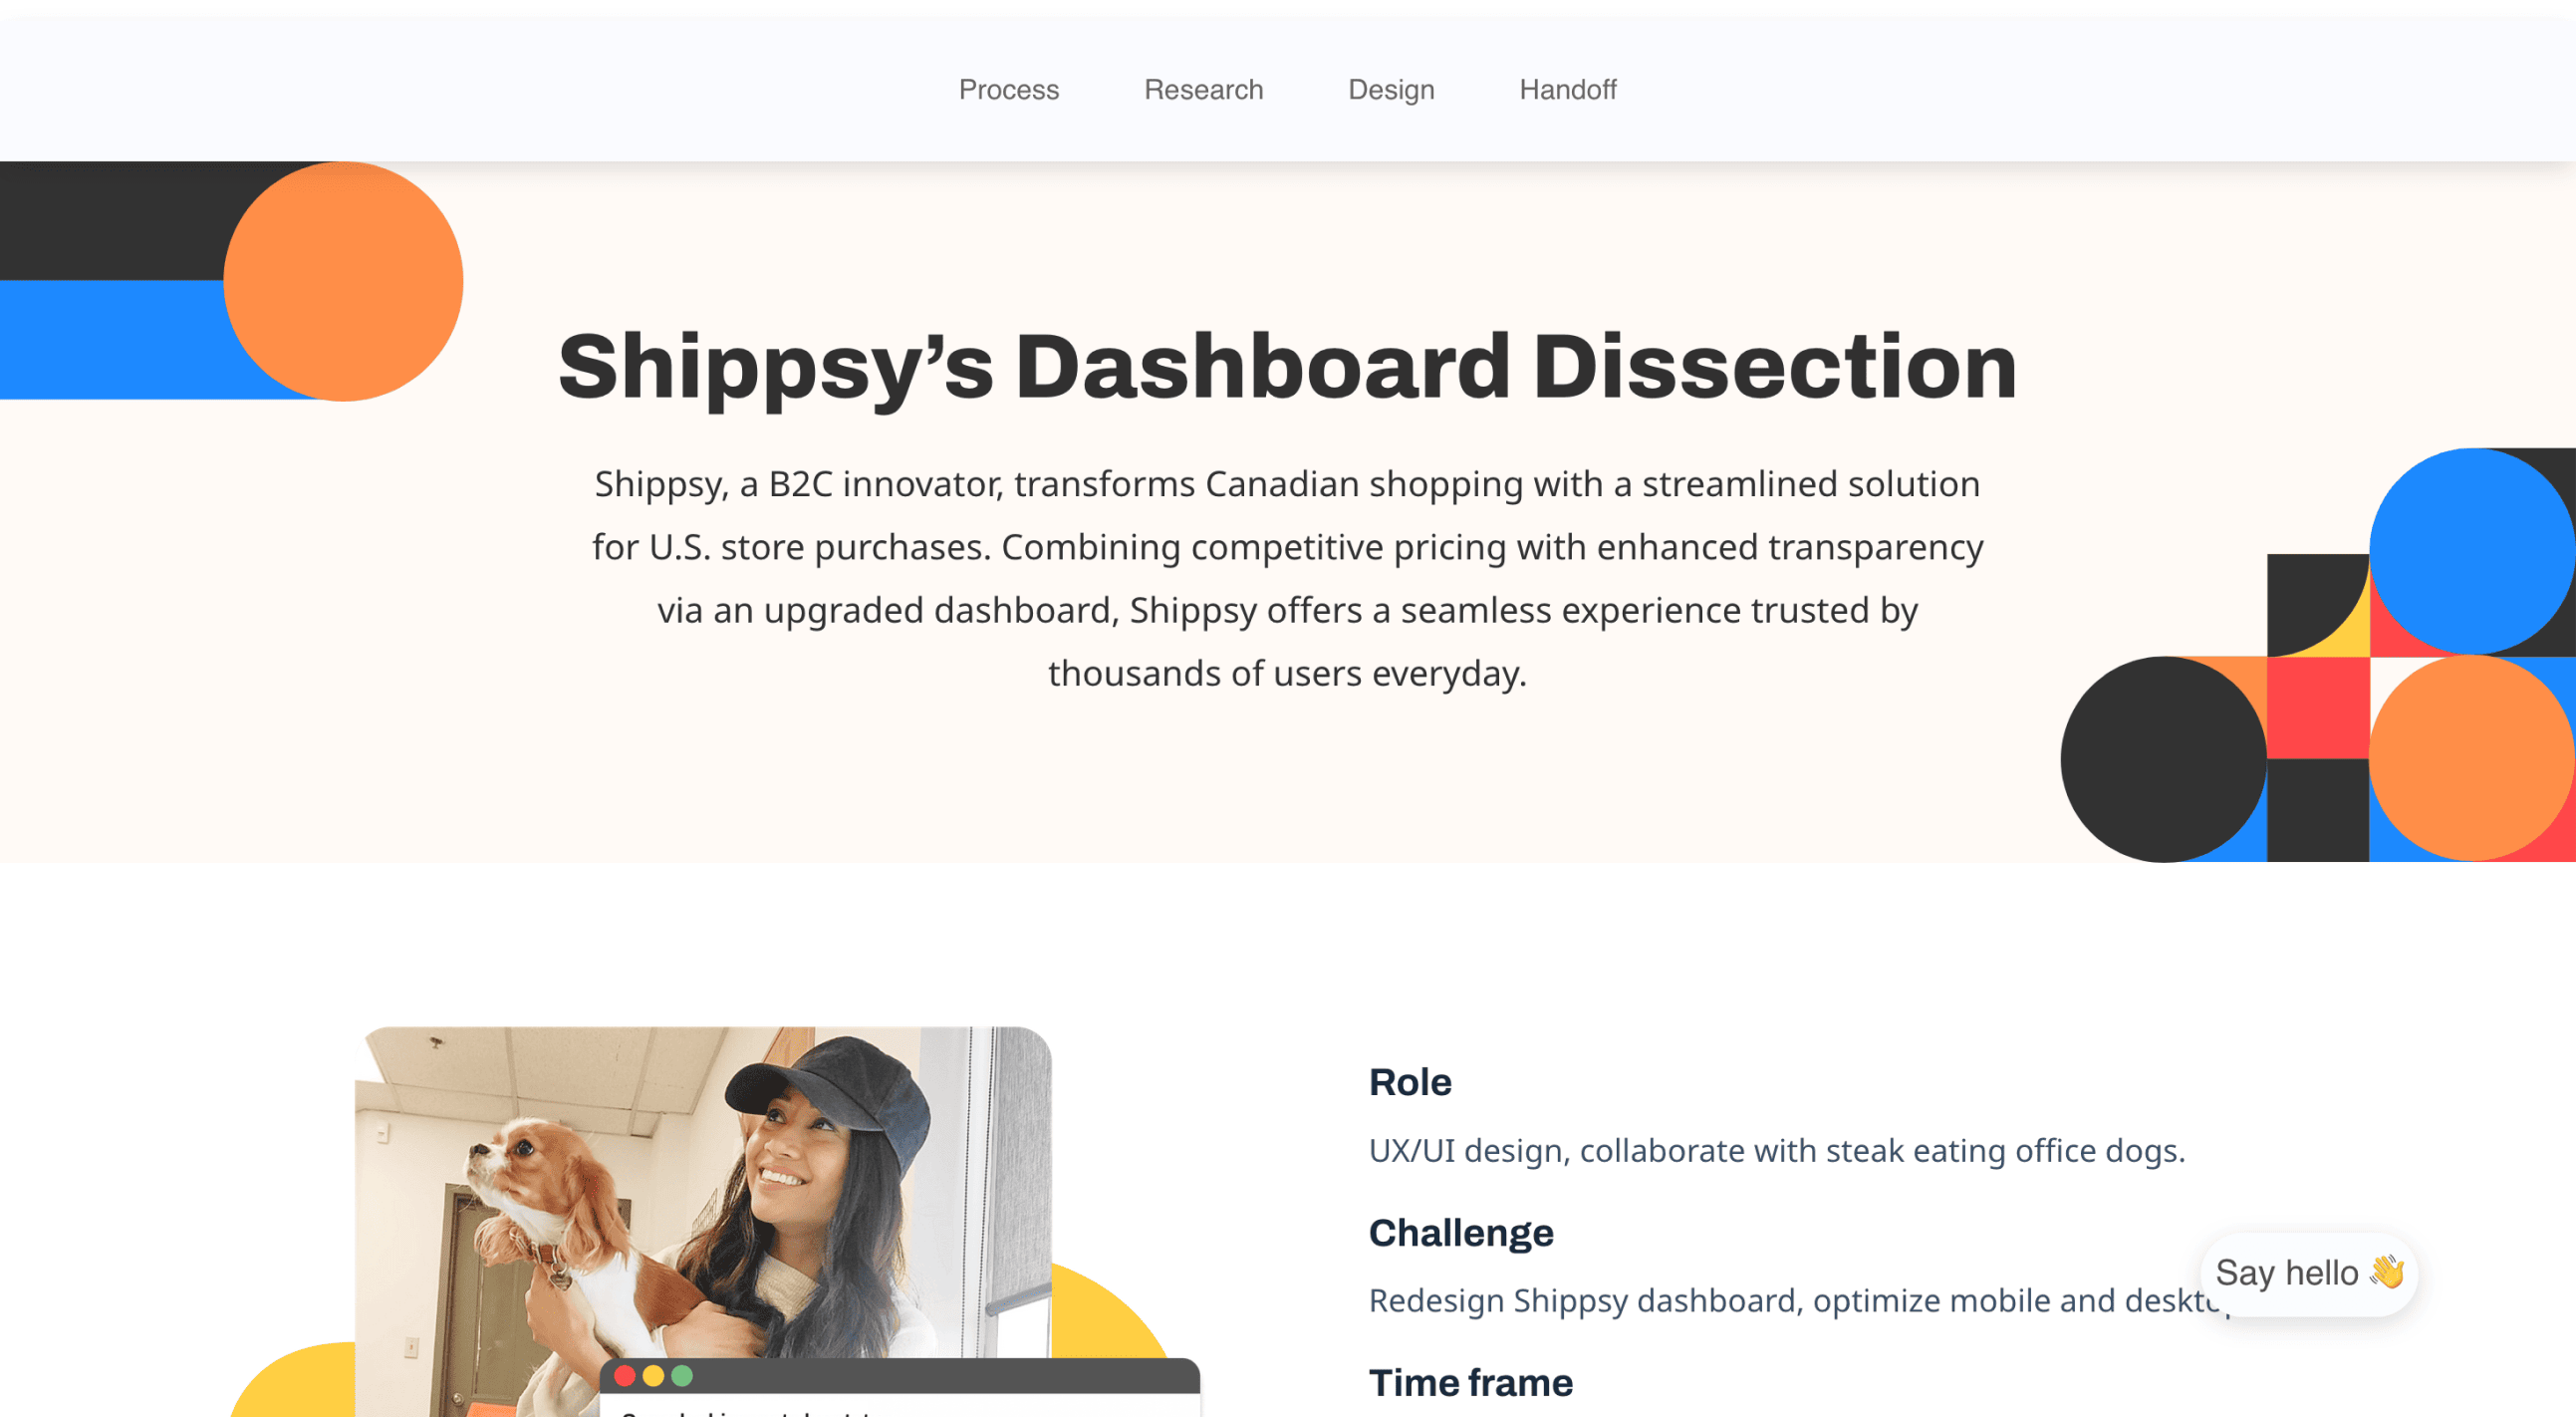 Process Research Design Handoff
Shippsy’s Dashboard Dissection
Shippsy, a B2C innovator, transforms Canadian shopping with a streamlined solution
for U.S. store purchases. Combining competitive pricing with enhanced transparency
via an upgraded dashboard, Shippsy offers a seamless experience trusted by
thousands of users everyday.
Role
UX/UI design, collaborate with steak eating office dogs.
Challenge
Redesign Shippsy dashboard, optimize mobile and
Say hello 👋
Time frame